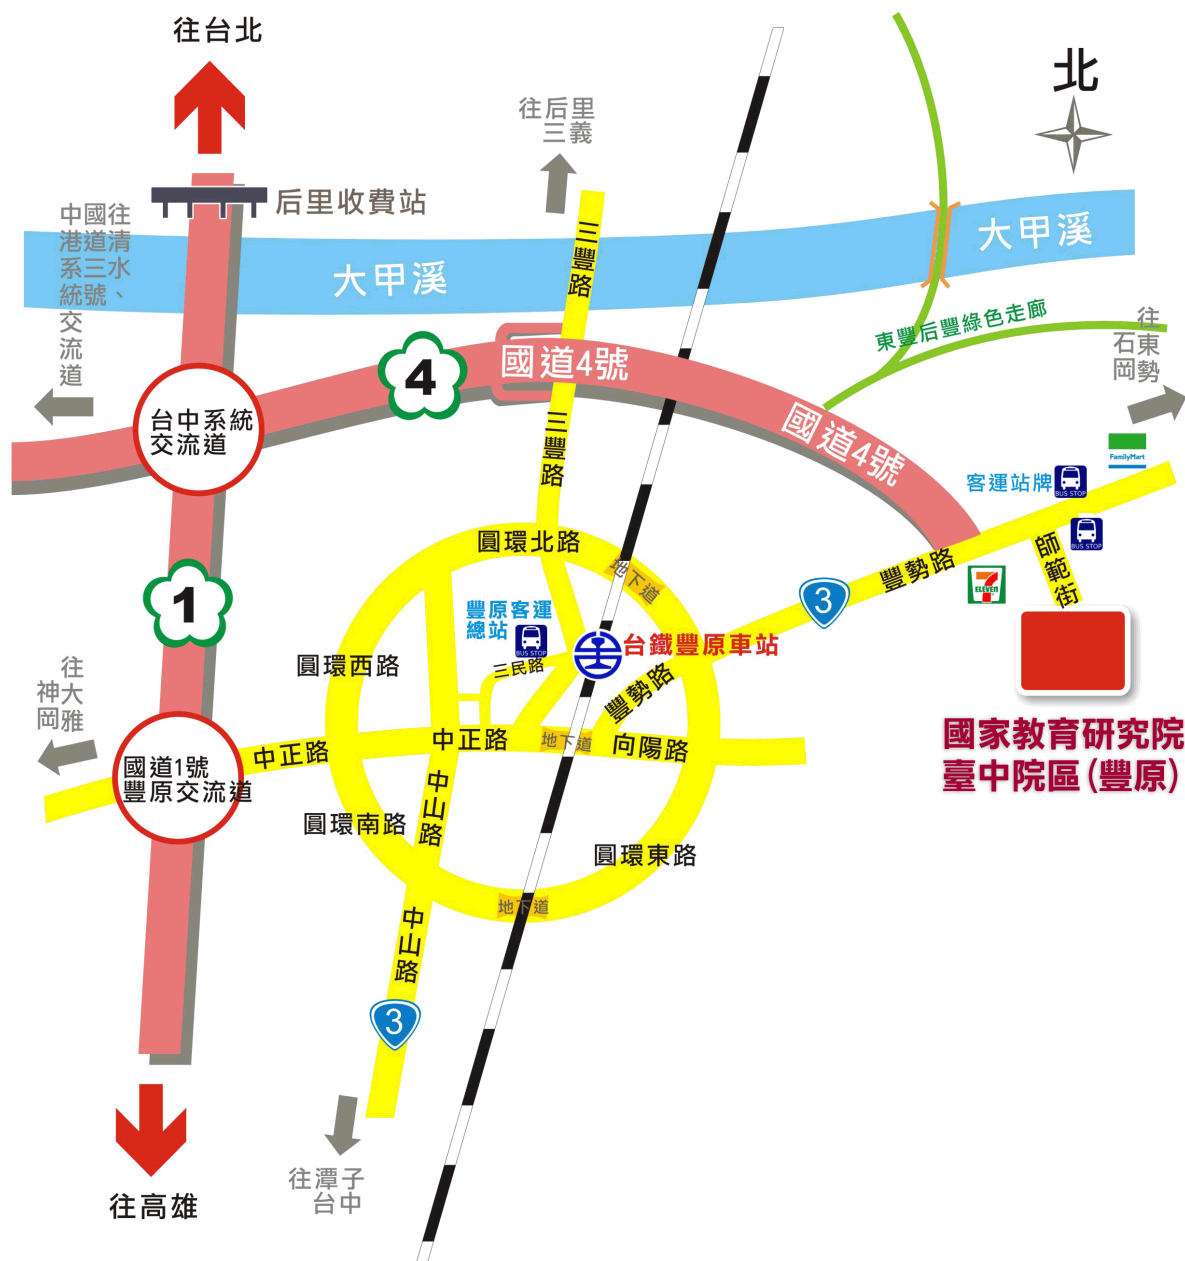 往台北
北
往后里
三義
后里收費站
往清水、
國道三號
中港系統交流道
大甲溪
大甲溪
三豐路
東豐后豐綠色走廊
往東勢
石岡
國道4號
4
國道4號
台中系統
交流道
三豐路
FamilyMart
客運站牌
BUS STOP
BUS STOP
圓環北路
地下道
豐勢路
師範街
7
ELEVEN
3
1
豐原客運
總站
BUS STOP
台鐵豐原車站
圓環西路
三民路
豐勢路
往大雅
神岡
國道1號
豐原交流道
中正路
中正路
地下道
向陽路
國家教育研究院
臺中院區(豐原)
中山路
圓環南路
圓環東路
地下道
中山路
3
往潭子
台中
往高雄